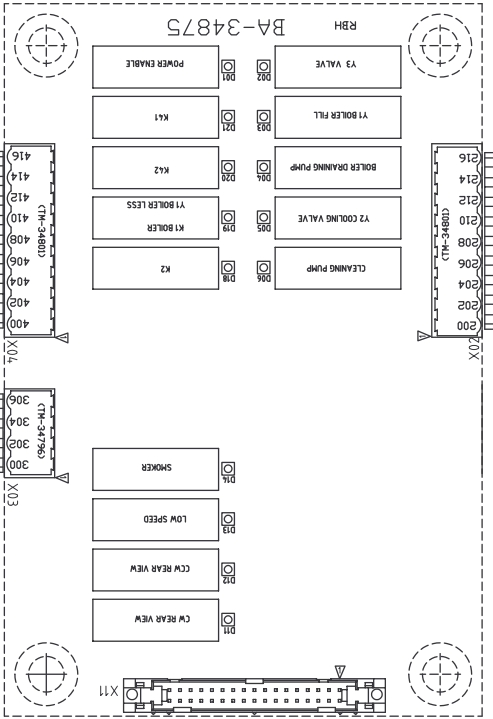 BA-34875
RBH
POWER ENABLE
D01
D02
Y3 VALVE
K41
D21
D03
Y1 BOILER FILL
K42
D20
D04
BOILER DRAINING PUMP
Y1 BOILER LESS
K1 BOILER
D19
D05
Y2 COOLING VALVE
K2
D18
D06
CLEANING PUMP
416
414
412
410
408
406
404
402
400
(TM-34801)
X04
216
214
212
210
208
206
204
202
200
(TM-34801)
X02
1
1
306
304
302
300
(TM-34796)
X03
1
SMOKER
D14
LOW SPEED
D13
CCW REAR VIEW
D12
CW REAR VIEW
D11
X11
1